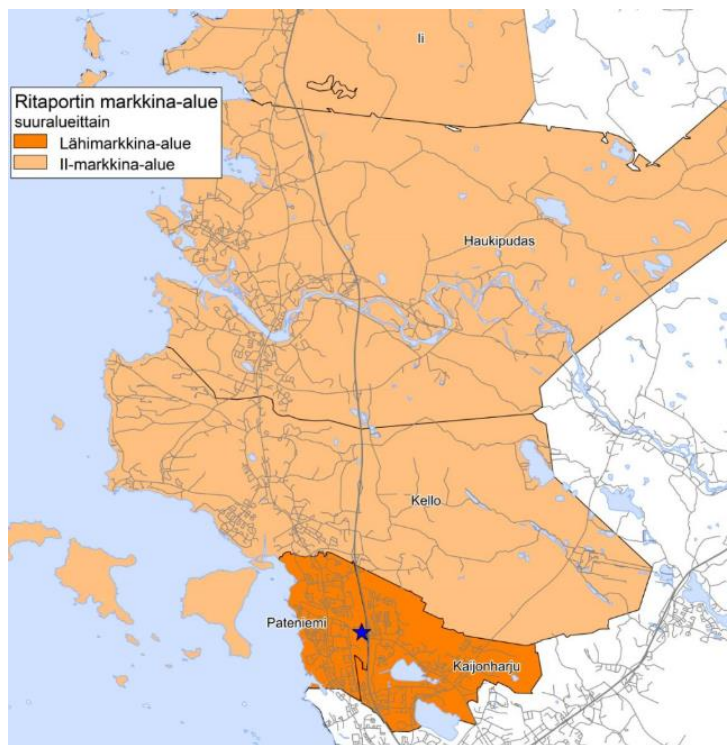 Ii
Ritaportin markkina-alue
suuralueittain
Lähimarkkina-alue
II-markkina-alue
Haukipudas
Kello
Pateniemi
Kaijonharju